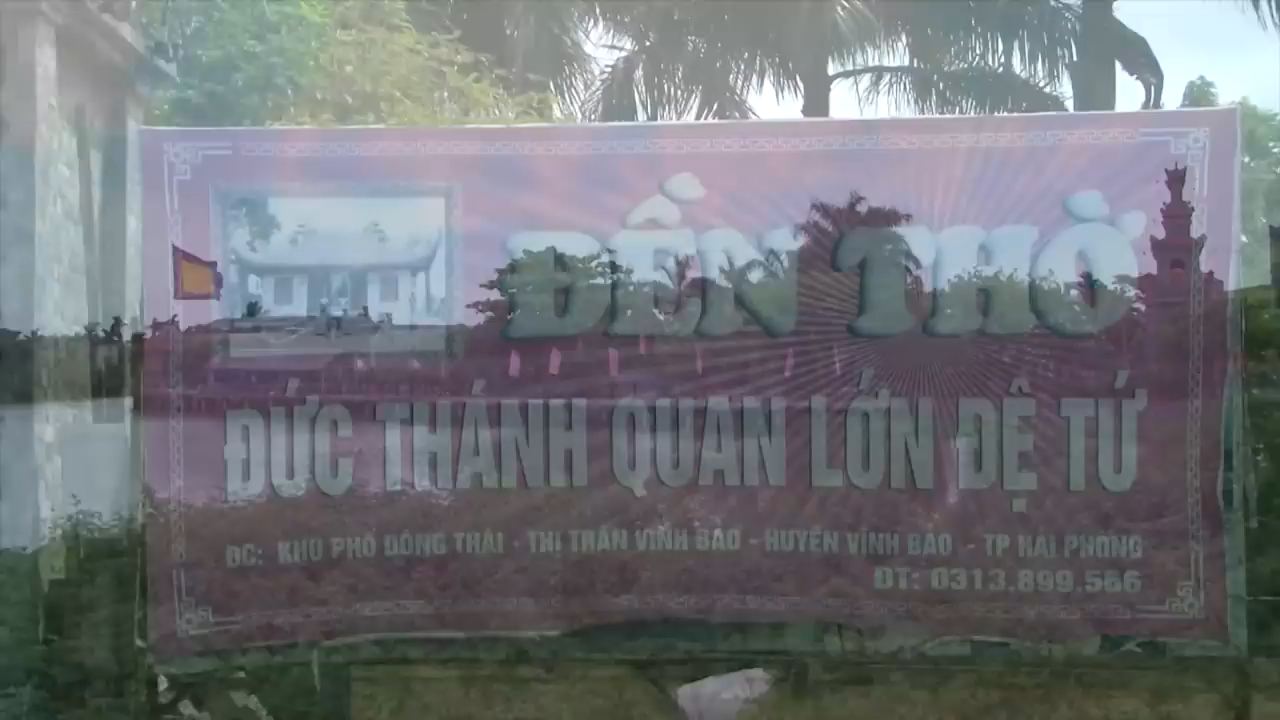 ĐỀN THỜ
ĐỨC THÁNH QUAN LỚN ĐỆ TỨ
ĐC: KHU PHỐ ĐÔNG THÁI - THỊ TRẤN VĨNH BẢO - HUYỆN VĨNH BẢO - TP HẢI PHÒNG
ĐT: 0313.899.566